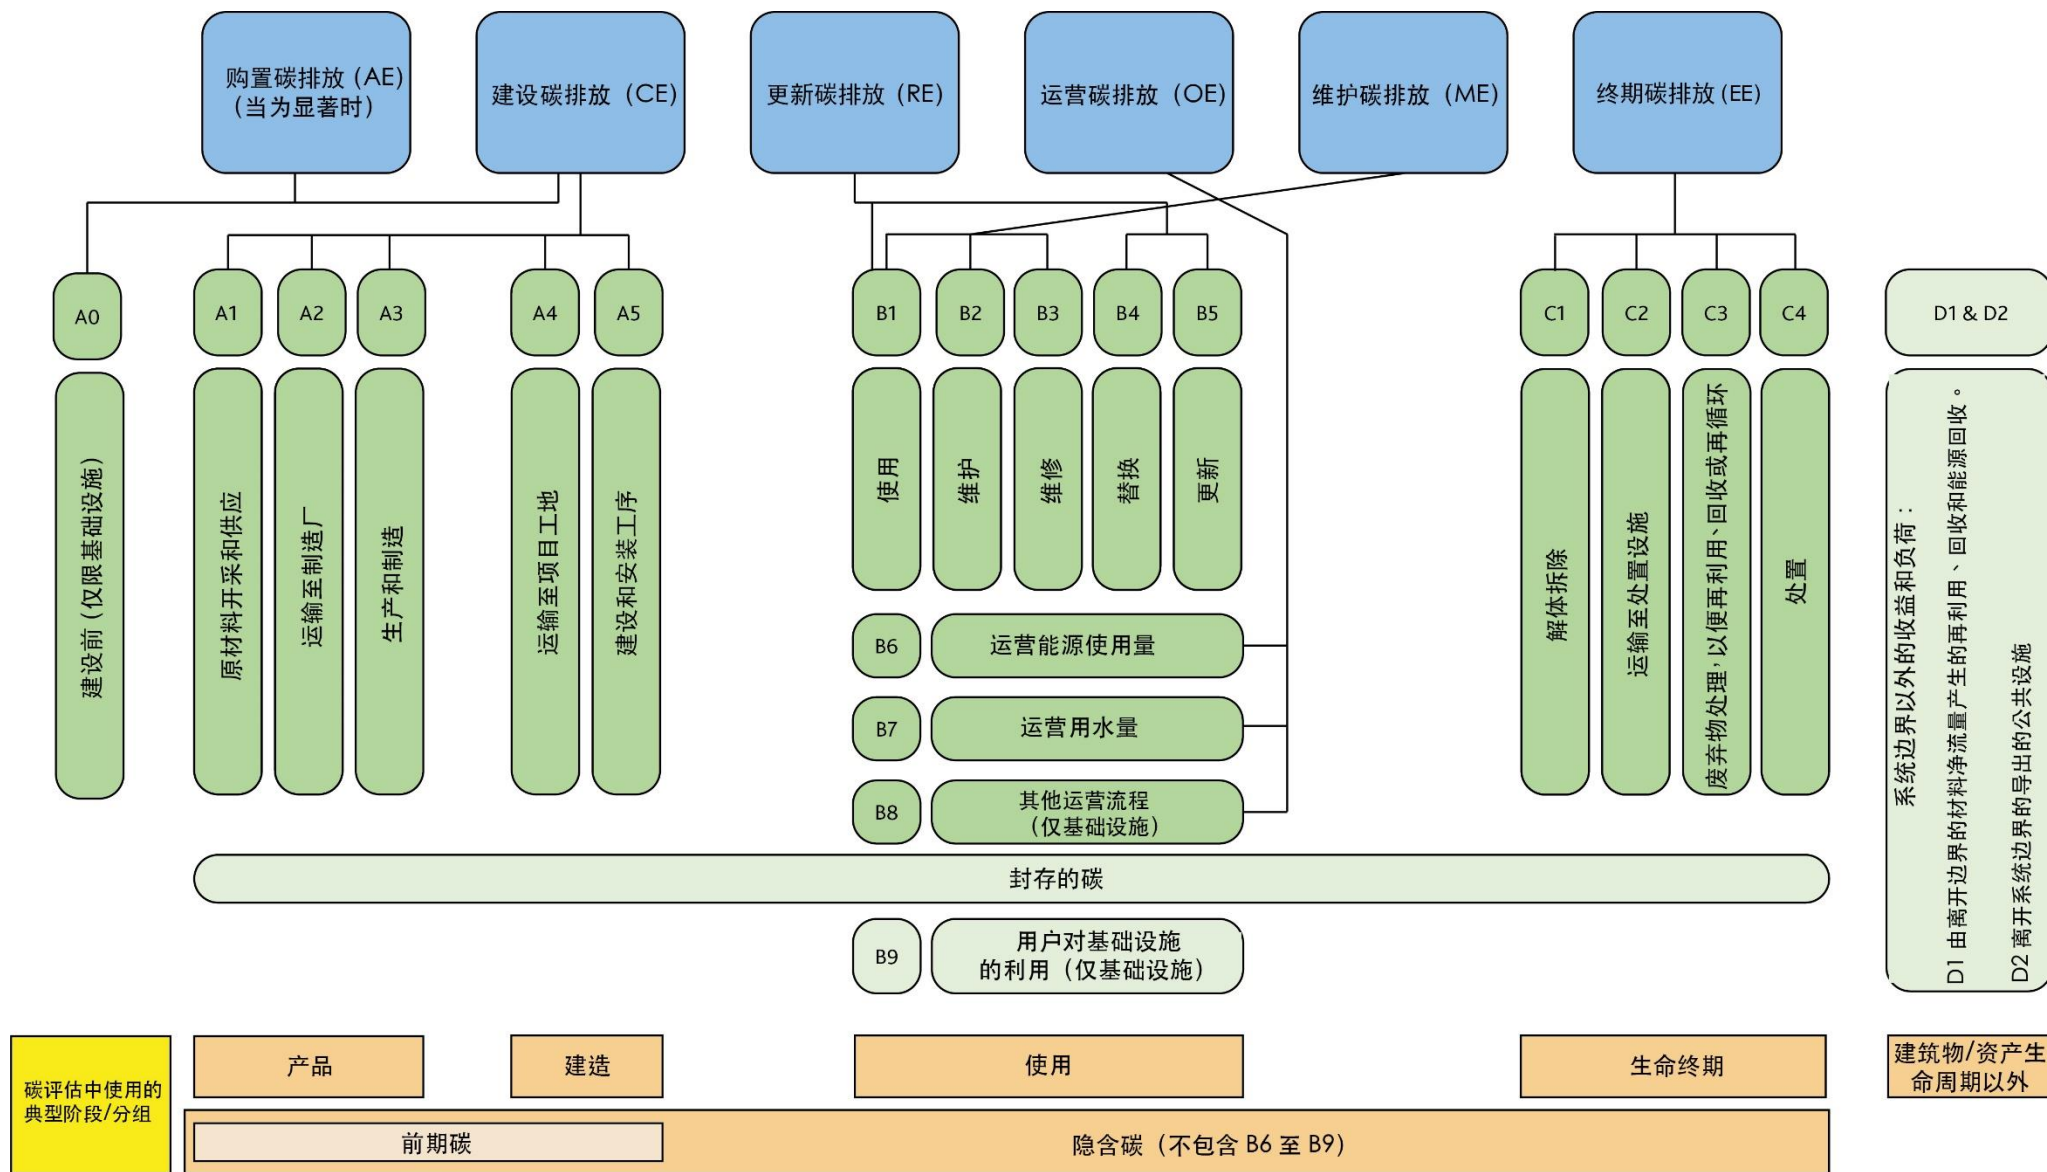 购置碳排放 (AE)
(当为显著时)
建设碳排放 (CE)
更新碳排放 (RE)
运营碳排放 (OE)
维护碳排放 (ME)
终期碳排放 (EE)
A0
A1
A2
A3
A4
A5
B1
B2
B3
B4
B5
C1
C2
C3
C4
D1 & D2
建设前 (仅限基础设施)
原材料开采和供应
运输至制造厂
生产和制造
运输至项目工地
建设和安装工序
使用
维护
维修
替换
更新
解体拆除
运输至处置设施
废弃物处理,以便再利用、回收或再循环
处置
系统边界以外的收益和负荷:
D1 由离开边界的材料净流量产生的再利用、回收和能源回收。
D2 离开系统边界的导出的公共设施
B6
运营能源使用量
B7
运营用水量
B8
其他运营流程
(仅基础设施)
封存的碳
B9
用户对基础设施
的利用 (仅基础设施)
碳评估中使用的
典型阶段/分组
产品
建造
使用
生命终期
建筑物/资产生
命周期以外
前期碳
隐含碳 (不包含 B6 至 B9)